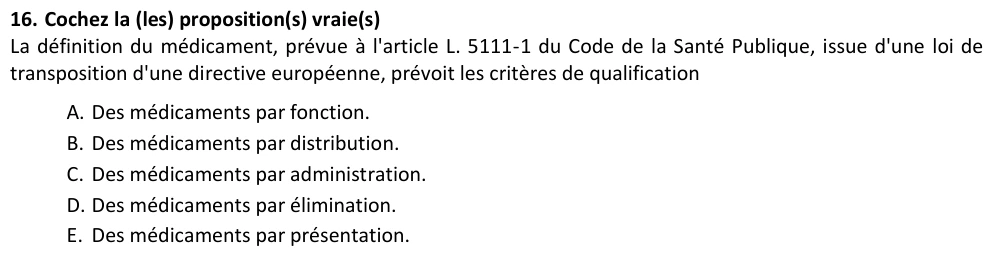 16. Cochez la (les) proposition(s) vraie(s)
La définition du médicament, prévue à l'article L. 5111-1 du Code de la Santé Publique, issue d'une loi de
transposition d'une directive européenne, prévoit les critères de qualification
A. Des médicaments par fonction.
B. Des médicaments par distribution.
C. Des médicaments par administration.
D. Des médicaments par élimination.
E. Des médicaments par présentation.